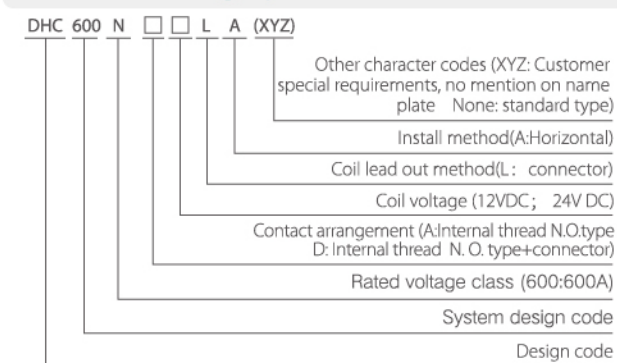 DHC 600 N □ □ L A (XYZ)
Other character codes (XYZ: Customer
special requirements, no mention on name
plate None: standard type)
Install method(A:Horizontal)
Coil lead out method(L: connector)
Coil voltage (12VDC; 24V DC)
Contact arrangement (A:Internal thread N.O.type
D: Internal thread N. O. type+connector)
Rated voltage class (600:600A)
System design code
Design code